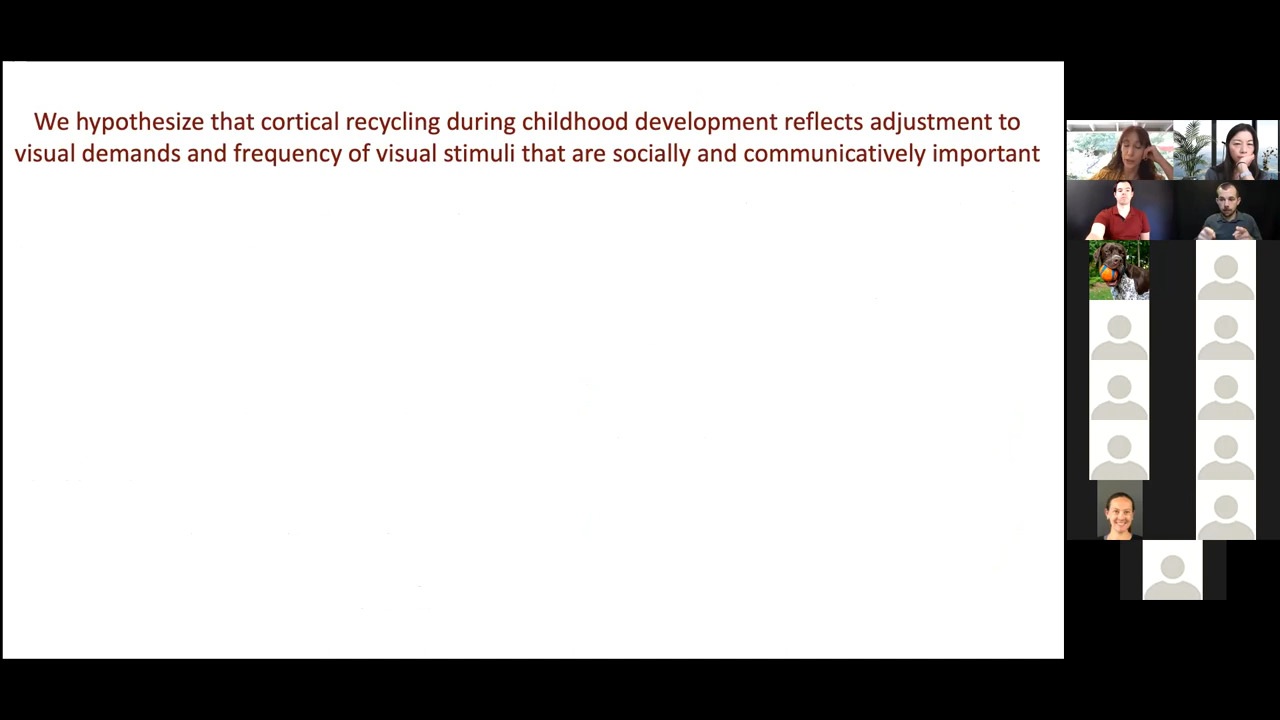 We hypothesize that cortical recycling during childhood development reflects adjustment to
visual demands and frequency of visual stimuli that are socially and communicatively important